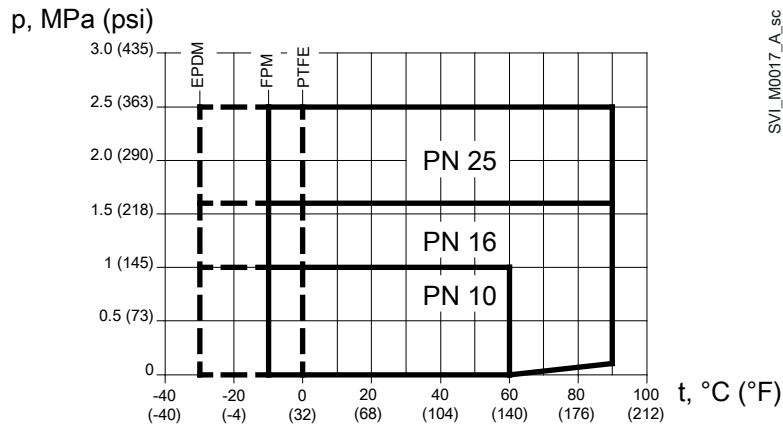 p, MPa (psi)
3.0 (435)
2.5 (363)
2.0 (290)
1.5 (218)
1 (145)
0.5 (73)
0
EPDM
FPM
PTFE
PN 25
PN 16
PN 10
-40 -20 0 20 40 60 80 100
(-40) (-4) (32) (68) (104) (140) (176) (212)
t, °C (°F)
SVI_M0017_A_sc